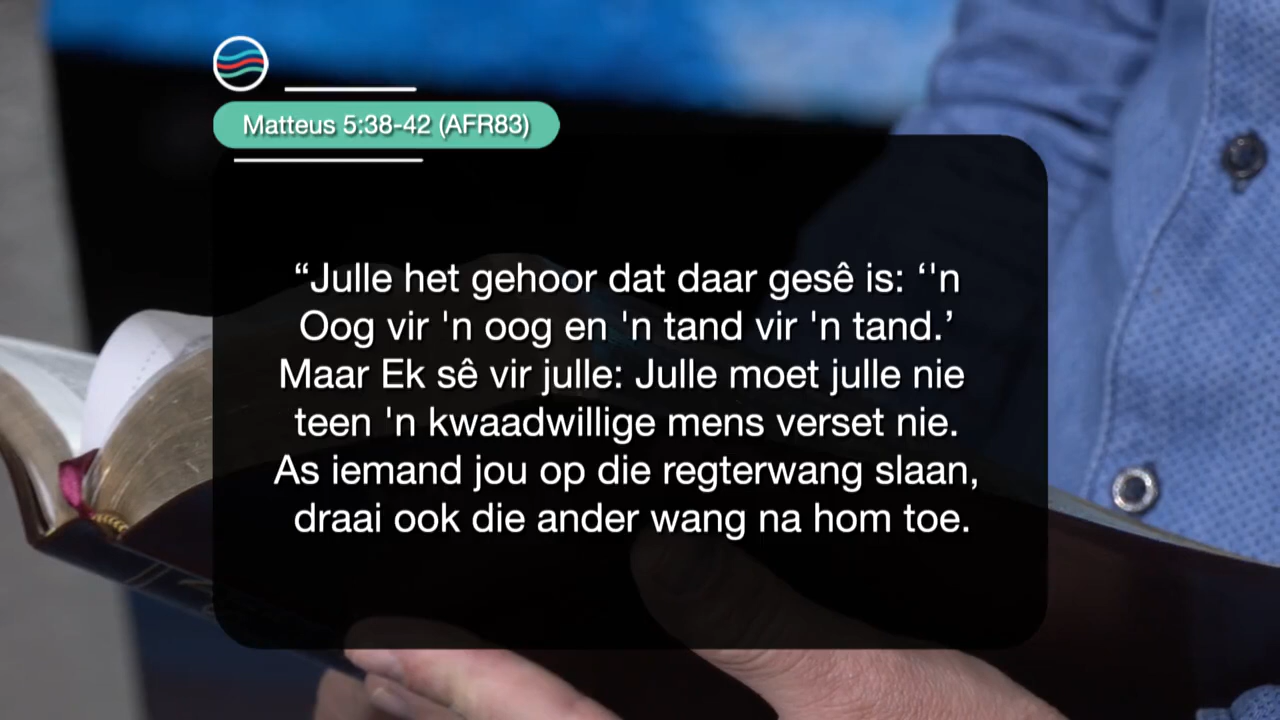 Matteus 5:38-42 (AFR83)
“Julle het gehoor dat daar gesê is: ‘'n
Oog vir 'n oog en 'n tand vir 'n tand.’
Maar Ek sê vir julle: Julle moet julle nie
teen 'n kwaadwillige mens verset nie.
As iemand jou op die regterwang slaan,
draai ook die ander wang na hom toe.